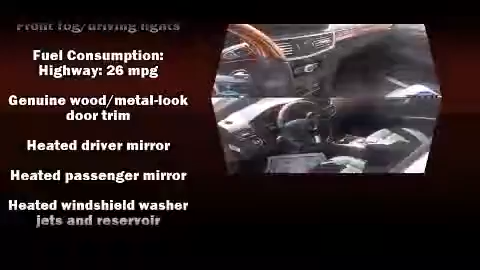 Front fog/driving lights
Fuel Consumption:
Highway: 26 mpg
Genuine wood/metal-look
door trim
Heated driver mirror
Heated passenger mirror
Heated windshield washer
jets and reservoir